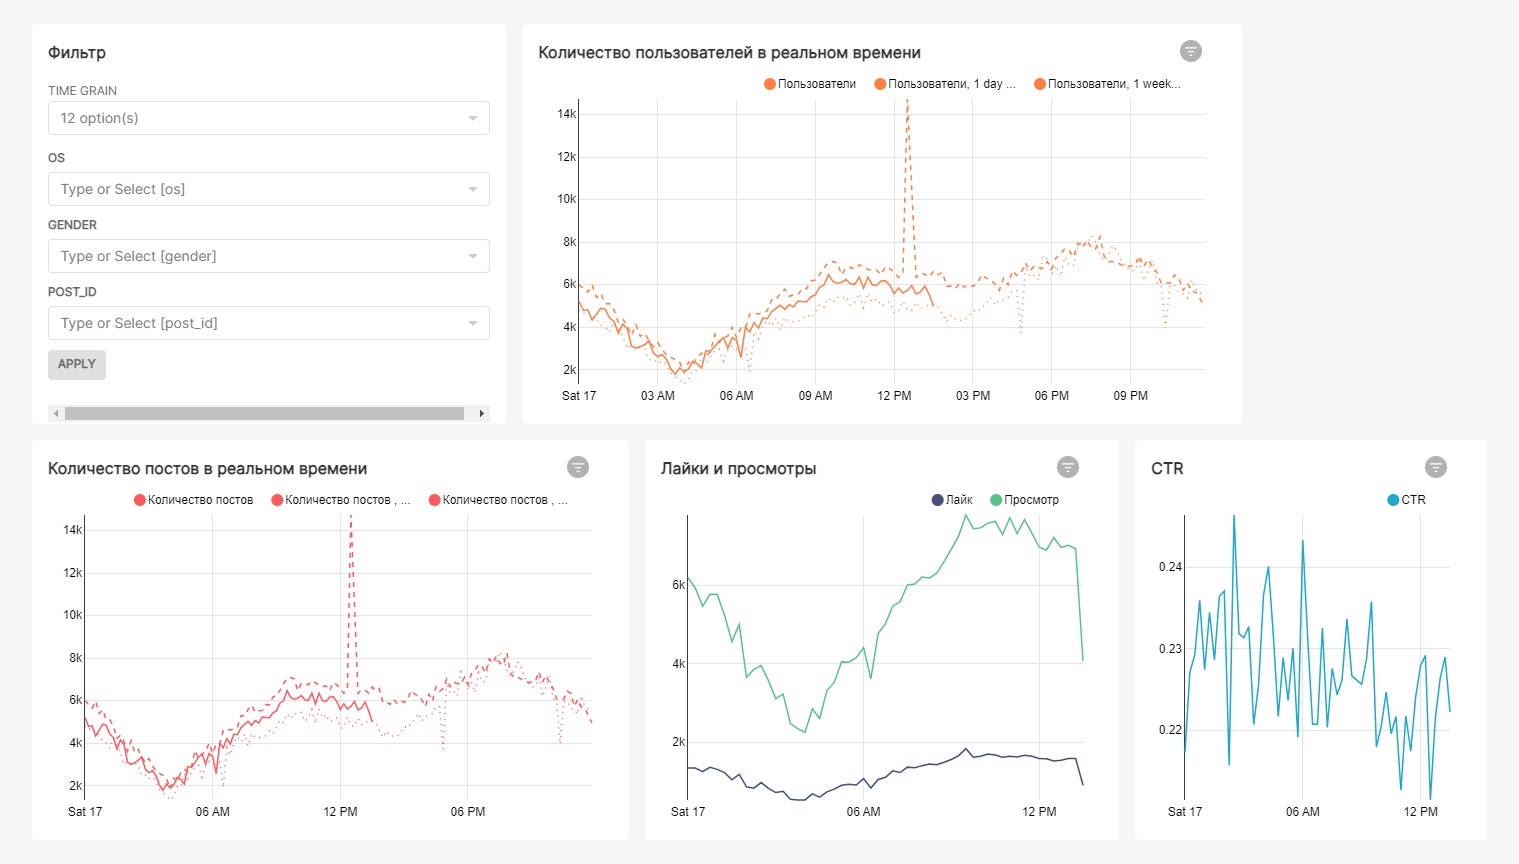 Фильтр
TIME GRAIN
12 option(s)
OS
Type or Select [os]
GENDER
Type or Select [gender]
POST_ID
Type or Select [post_id]
APPLY
Количество пользователей в реальном времени
Пользователи Пользователи, 1 day ... Пользователи, 1 week...
14k
12k
10k
8k
6k
4k
2k
Sat 17 03 AM 06 AM 09 AM 12 PM 03 PM 06 PM 09 PM
Количество постов в реальном времени
Количество постов Количество постов , ... Количество постов , ...
14k
12k
10k
8k
6k
4k
2k
Sat 17 06 AM 12 PM 06 PM
Лайки и просмотры
Лайк Просмотр
6k
4k
2k
Sat 17 06 AM 12 PM
CTR
CTR
0.24
0.23
0.22
Sat 17 06 AM 12 PM